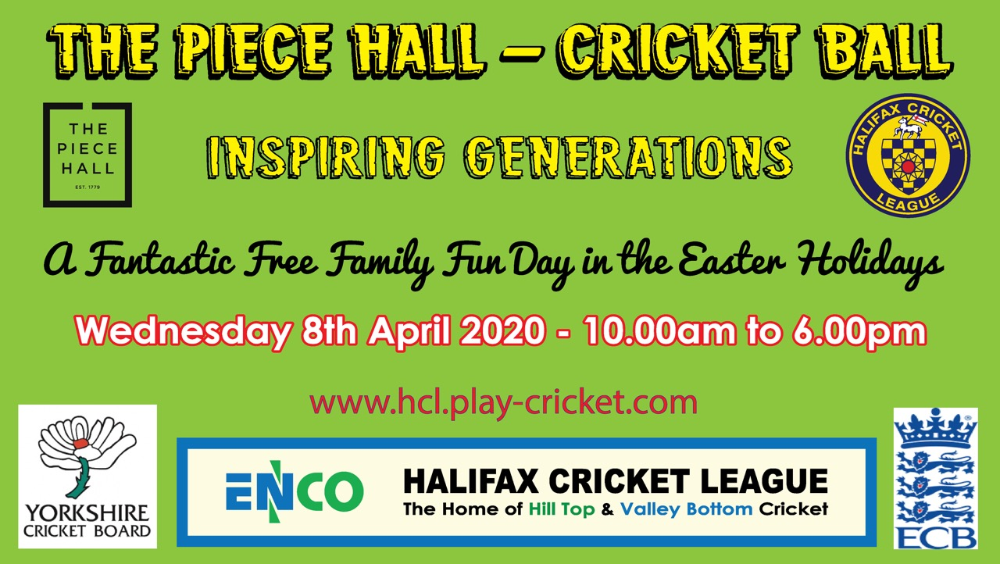 THE PIECE HALL – CRICKET BALL
THE
PIECE
HALL
EST. 1779
INSPIRING GENERATIONS
HALIFAX CRICKET
LEAGUE
A Fantastic Free Family Fun Day in the Easter Holidays
Wednesday 8th April 2020 - 10.00am to 6.00pm
www.hcl.play-cricket.com
YORKSHIRE
CRICKET BOARD
ENCO
HALIFAX CRICKET LEAGUE
The Home of Hill Top & Valley Bottom Cricket
®
ECB